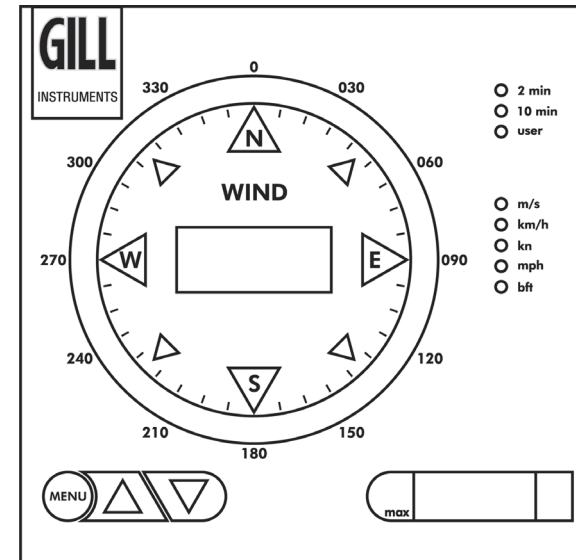 GILL
INSTRUMENTS
0
330
030
2 min
10 min
user
N
300
060
WIND
m/s
km/h
kn
mph
bft
270
W
E
090
240
120
S
210
150
180
MENU
max